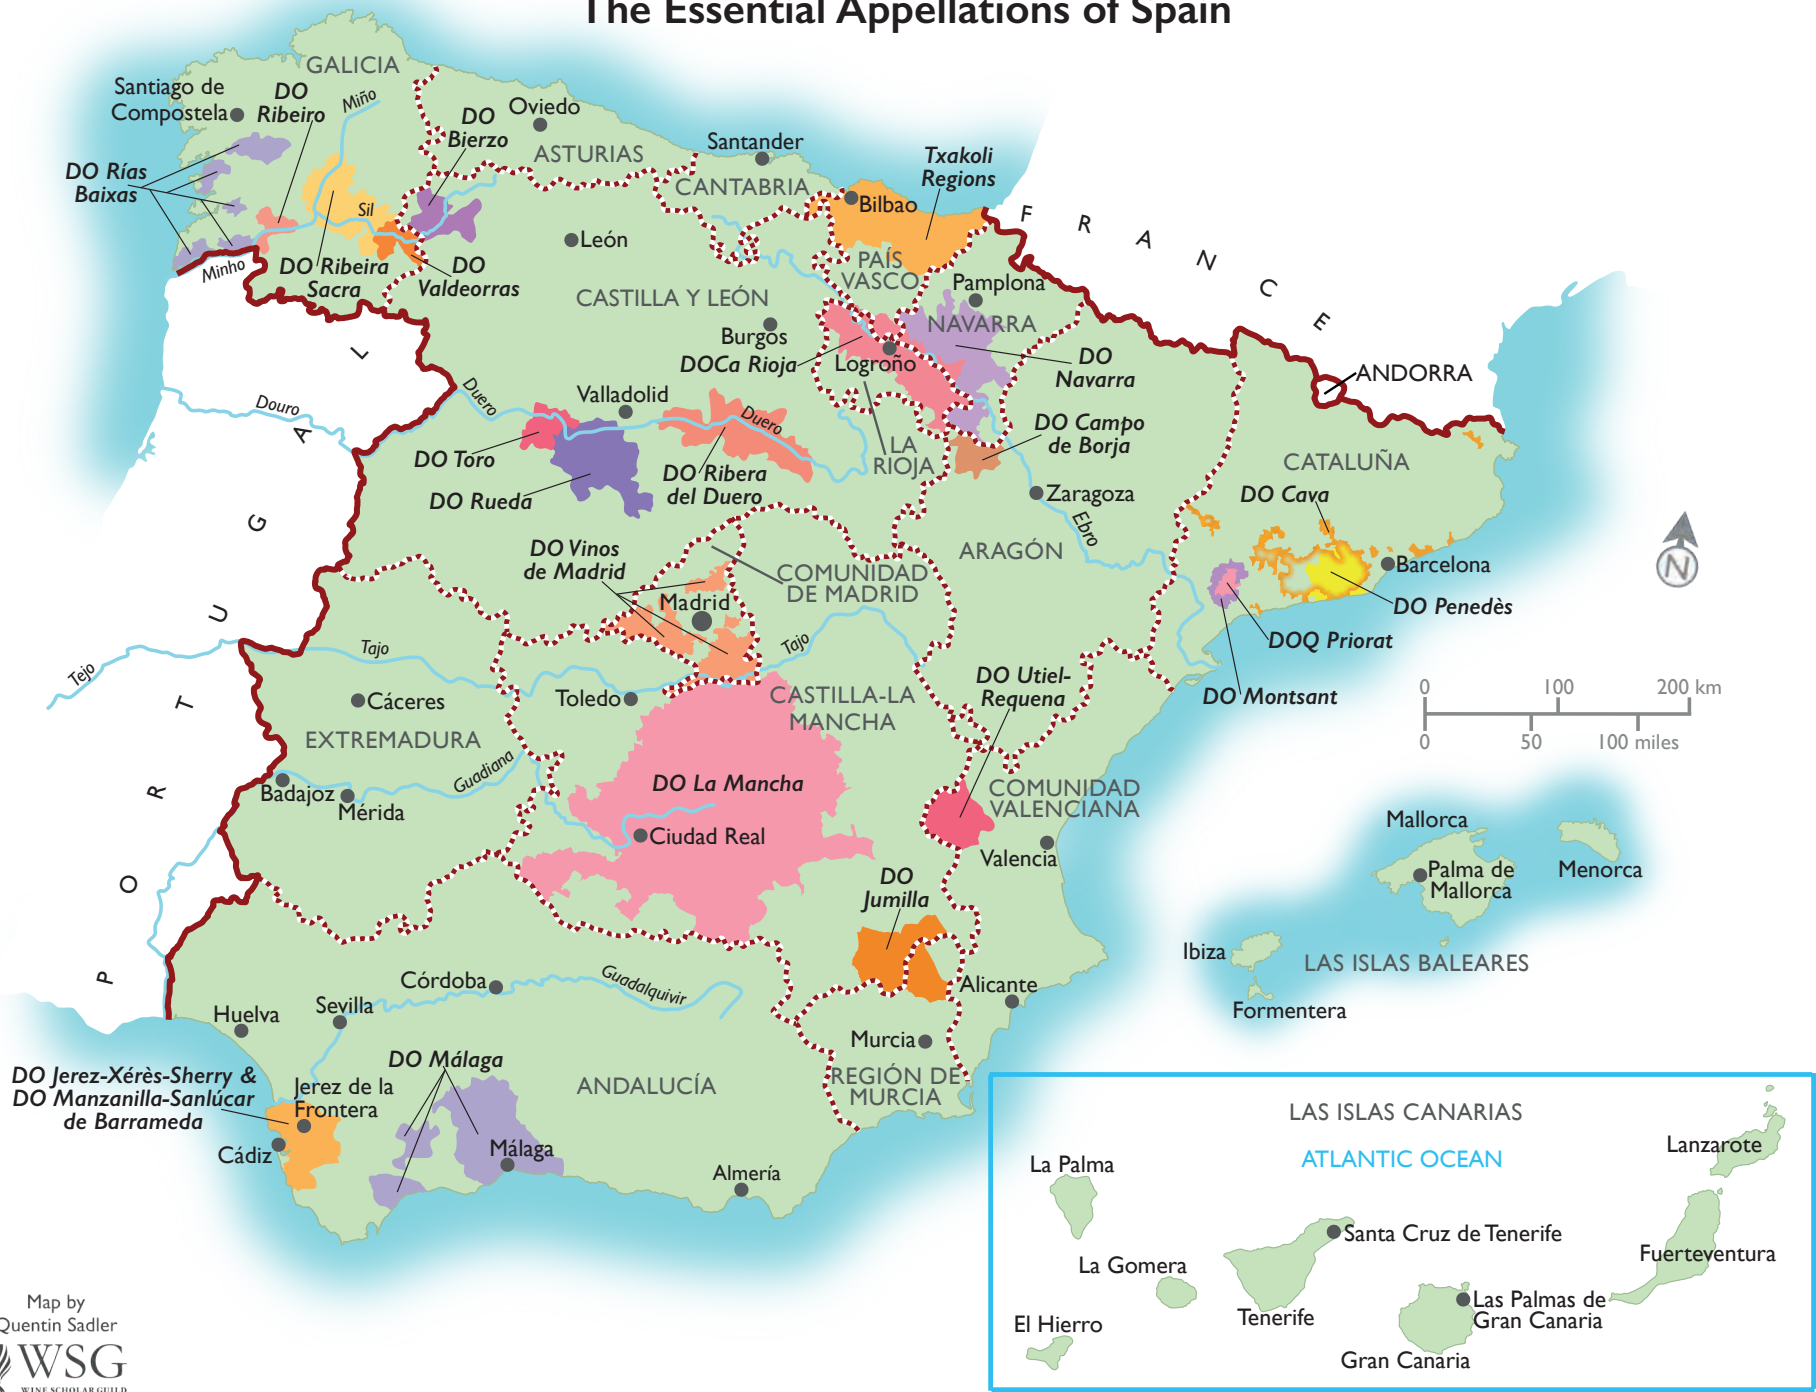 The Essential Appellations of Spain
GALICIA
Santiago de
Compostela
DO
Ribeiro
Miño
DO
Bierzo
Oviedo
ASTURIAS
Santander
CANTABRIA
Txakoli
Regions
DO Rías
Baixas
Sil
Bilbao
León
Minho
DO Ribeira
Sacra
DO
Valdeorras
PAÍS
VASCO
Pamplona
F R A N C E
CASTILLA Y LEÓN
Burgos
DOCa Rioja
Logroño
NAVARRA
DO
Navarra
ANDORRA
Douro
Duero
Valladolid
Duero
DO Toro
DO Rueda
DO Ribera
del Duero
LA
RIOJA
DO Campo
de Borja
CATALUÑA
DO Cava
Zaragoza
Ebro
ARAGÓN
DO Vinos
de Madrid
COMUNIDAD
DE MADRID
Madrid
Barcelona
DO Penedès
DOQ Priorat
DO Montsant
N
P O R T U G A L
Tejo
Tajo
Tajo
Cáceres
Toledo
CASTILLA-LA
MANCHA
DO Utiel-
Requena
0 100 200 km
0 50 100 miles
EXTREMADURA
Guadiana
Badajoz
Mérida
DO La Mancha
Ciudad Real
COMUNIDAD
VALENCIANA
Valencia
Mallorca
Palma de
Mallorca
Menorca
DO
Jumilla
Ibiza
LAS ISLAS BALEARES
Formentera
Córdoba
Guadalquivir
Alicante
Huelva
Sevilla
Murcia
REGIÓN DE
MURCIA
DO Jerez-Xérès-Sherry &
DO Manzanilla-Sanlúcar
de Barrameda
Jerez de la
Frontera
DO Málaga
ANDALUCÍA
Cádiz
Málaga
Almería
LAS ISLAS CANARIAS
ATLANTIC OCEAN
La Palma
Lanzarote
Santa Cruz de Tenerife
La Gomera
Fuerteventura
Tenerife
El Hierro
Las Palmas de
Gran Canaria
Gran Canaria
Map by
Quentin Sadler
WSG
WINE SCHOLAR GUILD